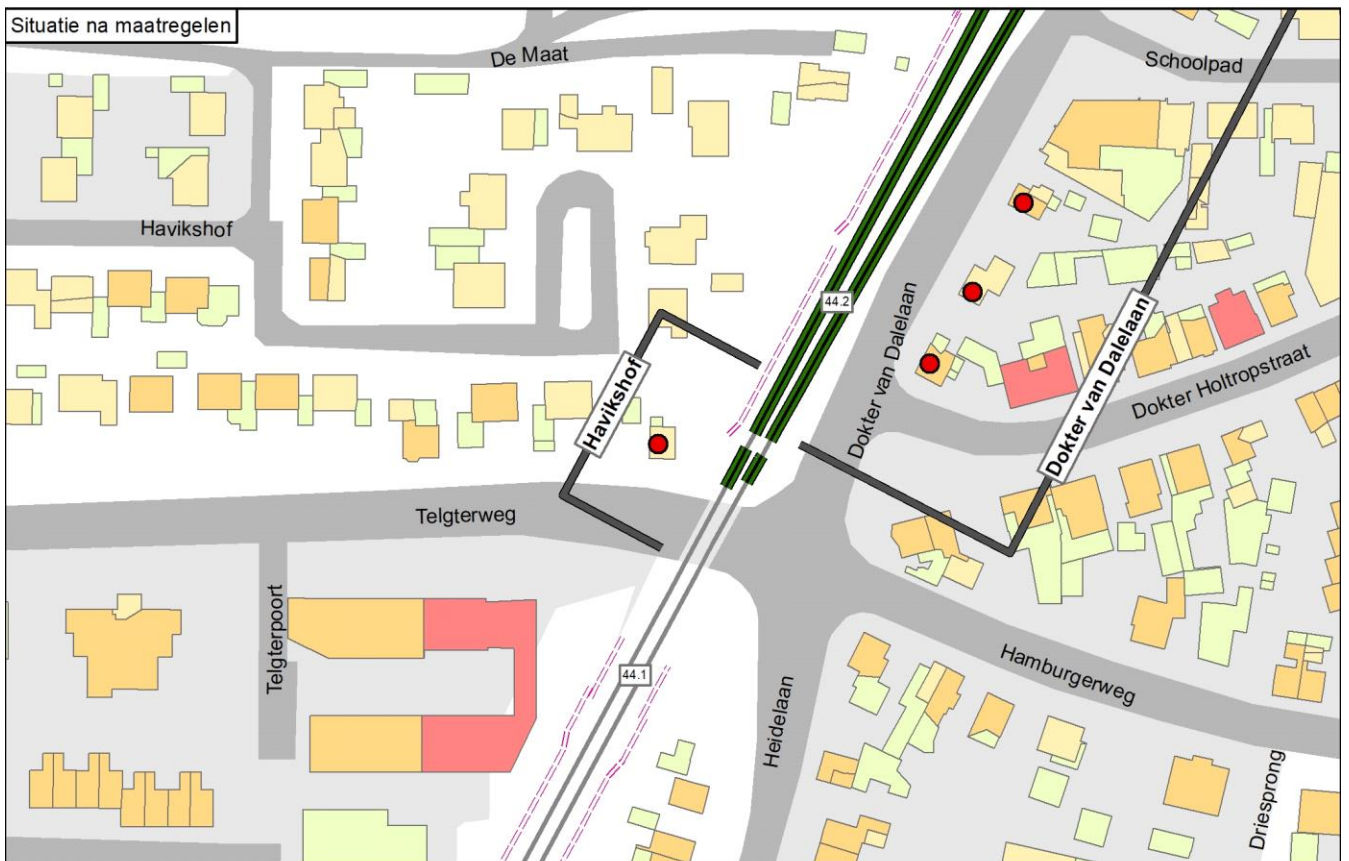 Situatie na maatregelen
De Maat
Schoolpad
Havikshof
44.2
Dokter van Dalelaan
Dokter van Dalelaan
Dokter Holtropstraat
Havikshof
Telgterweg
Telgterpoort
44.1
Heidelaan
Hamburgerweg
Driesprong